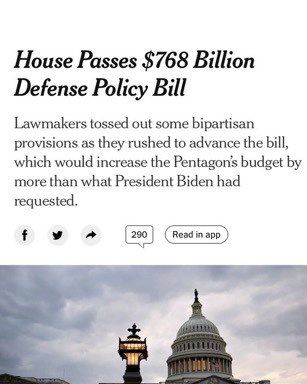 House Passes $768 Billion
Defense Policy Bill
Lawmakers tossed out some bipartisan
provisions as they rushed to advance the bill,
which would increase the Pentagon's budget by
more than what President Biden had
requested.
290
Read in app